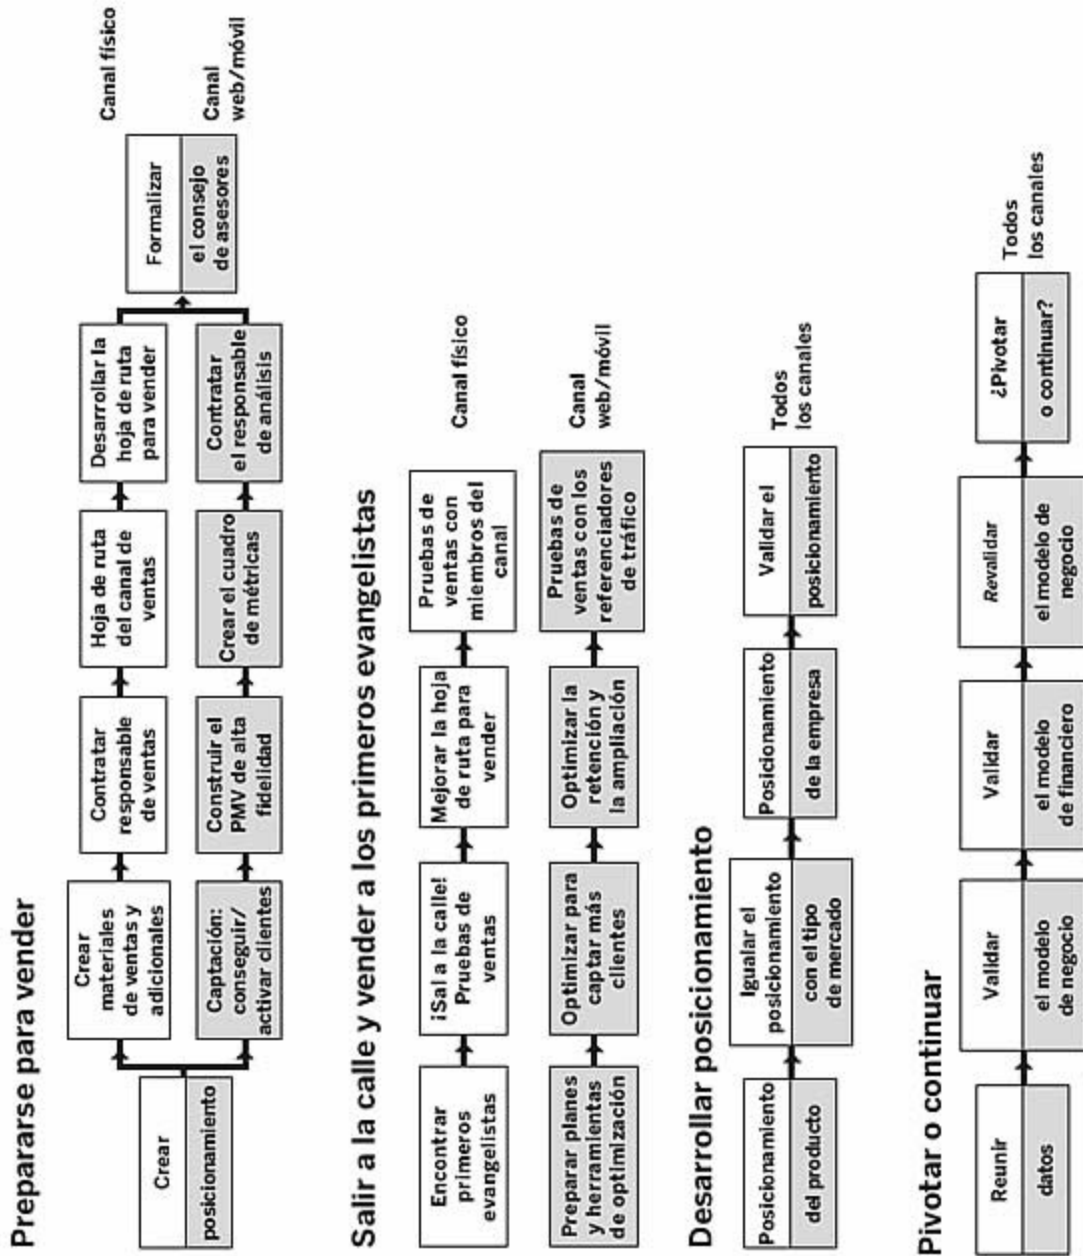 Prepararse para vender
Crear
posicionamiento
Crear
materiales
de ventas y
adicionales
Contratar
responsable
de ventas
Hoja de ruta
del canal de
ventas
Desarrollar la
hoja de ruta
para vender
Captación:
conseguir/
activar clientes
Construir el
PMV de alta
fidelidad
Crear el cuadro
de métricas
Contratar
el responsable
de análisis
Formalizar
el consejo
de asesores
Canal físico
Canal
web/móvil
Salir a la calle y vender a los primeros evangelistas
Encontrar
primeros
evangelistas
¡Sal a la calle!
Pruebas de
ventas
Mejorar la hoja
de ruta para
vender
Pruebas de
ventas con
miembros del
canal
Canal físico
Preparar planes
y herramientas
de optimización
Optimizar para
captar más
clientes
Optimizar la
retención y
la ampliación
Pruebas de
ventas con los
referenciadores
de tráfico
Canal
web/móvil
Desarrollar posicionamiento
Posicionamiento
del producto
Igualar el
posicionamiento
con el tipo
de mercado
Posicionamiento
de la empresa
Validar el
posicionamiento
Todos
los canales
Pivotar o continuar
Reunir
datos
Validar
el modelo
de negocio
Validar
el modelo
de financiero
Revalidar
el modelo de
negocio
¿Pivotar
o continuar?
Todos
los canales